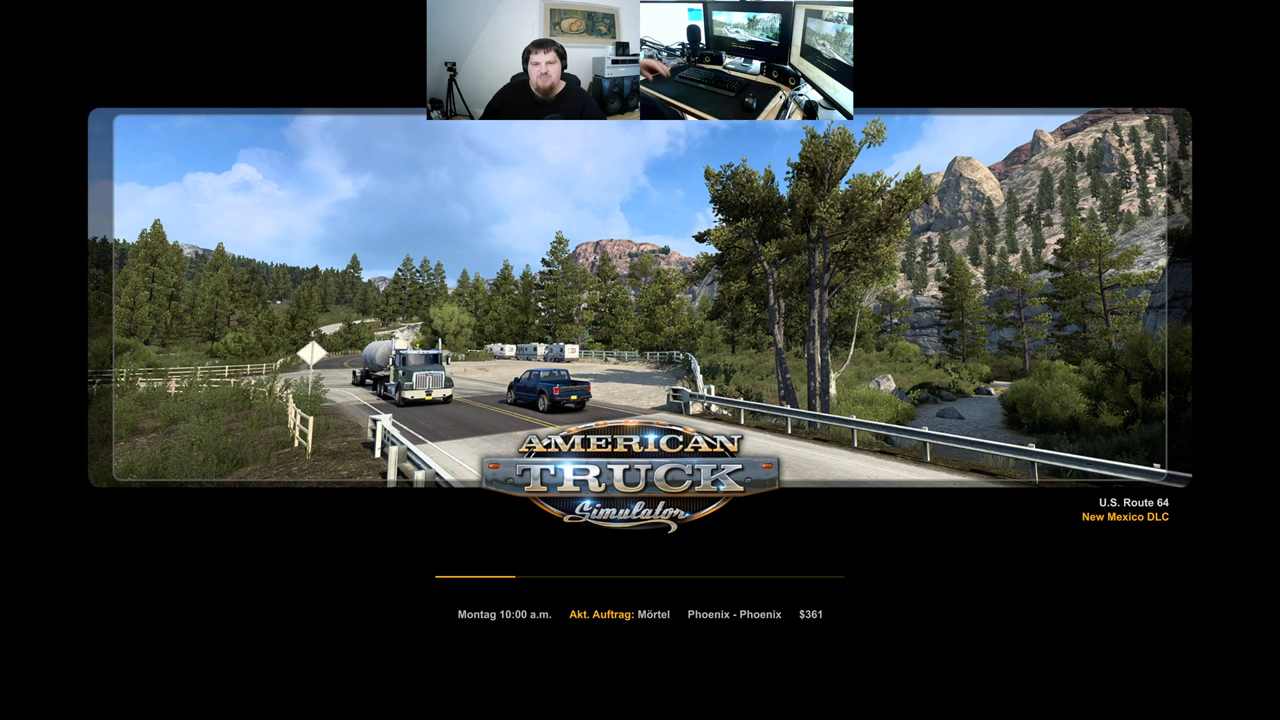 AMERICAN
TRUCK
Simulator
U.S. Route 64
New Mexico DLC
Montag 10:00 a.m. Akt. Auftrag: Mörtel Phoenix - Phoenix $361